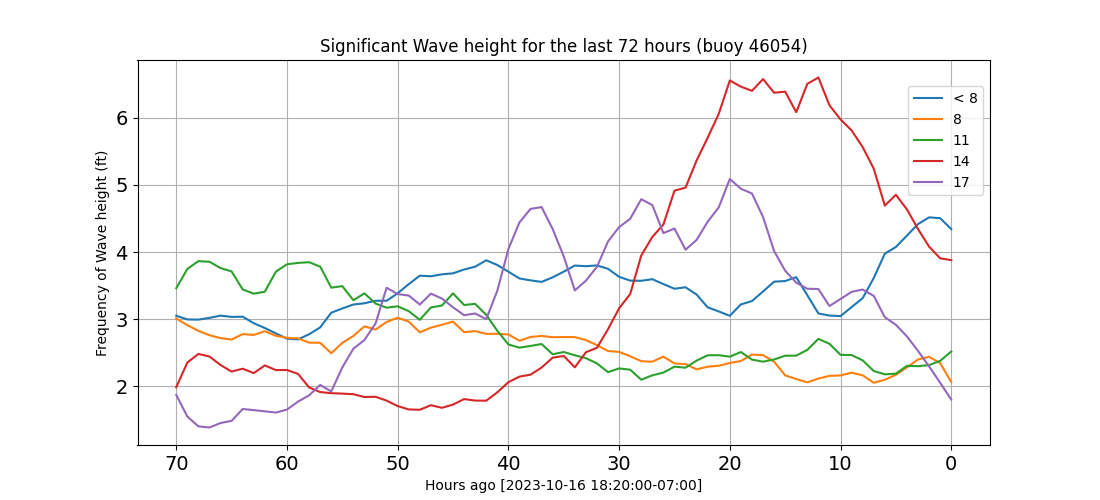 Significant Wave height for the last 72 hours (buoy 46054)
Frequency of Wave height (ft)
6
5
4
3
2
< 8
8
11
14
17
70 60 50 40 30 20 10 0
Hours ago [2023-10-16 18:20:00-07:00]